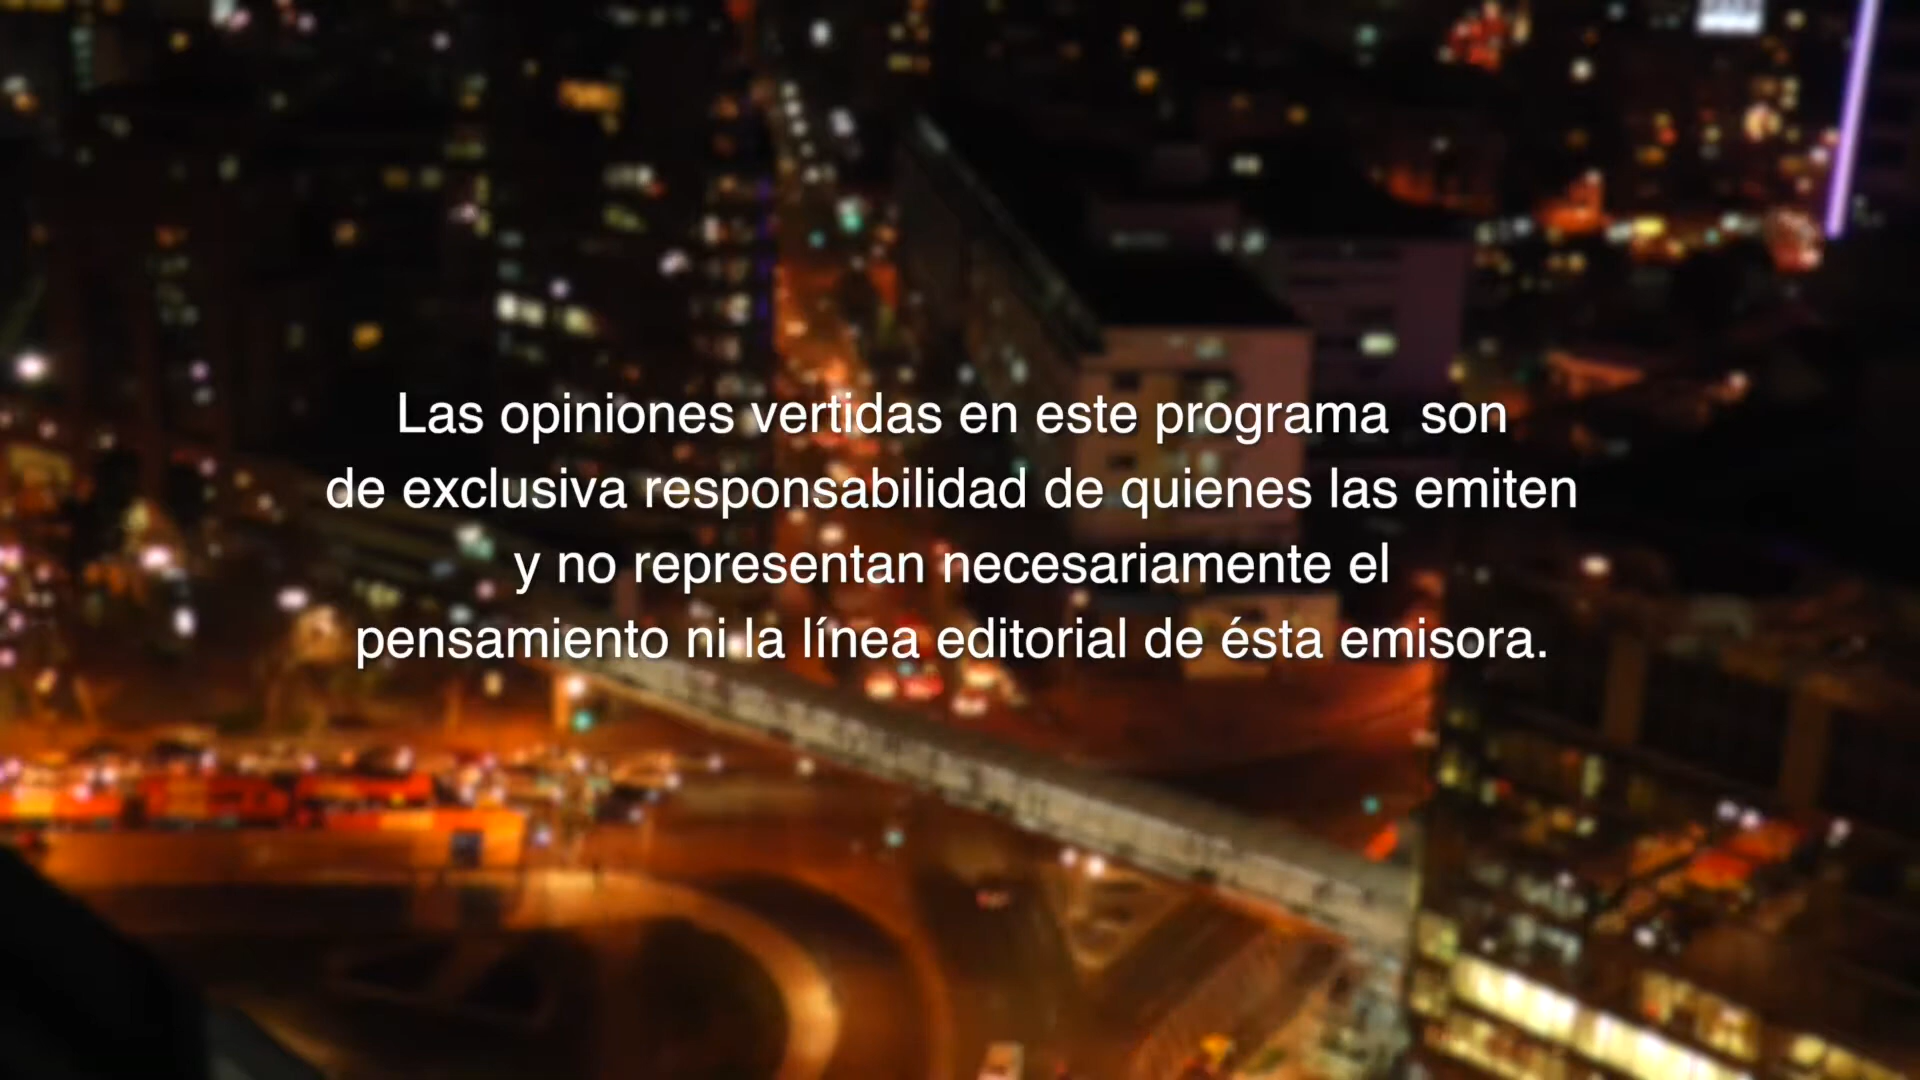 Las opiniones vertidas en este programa  son
de exclusiva responsabilidad de quienes las emiten
y no representan necesariamente el
pensamiento ni la línea editorial de ésta emisora.